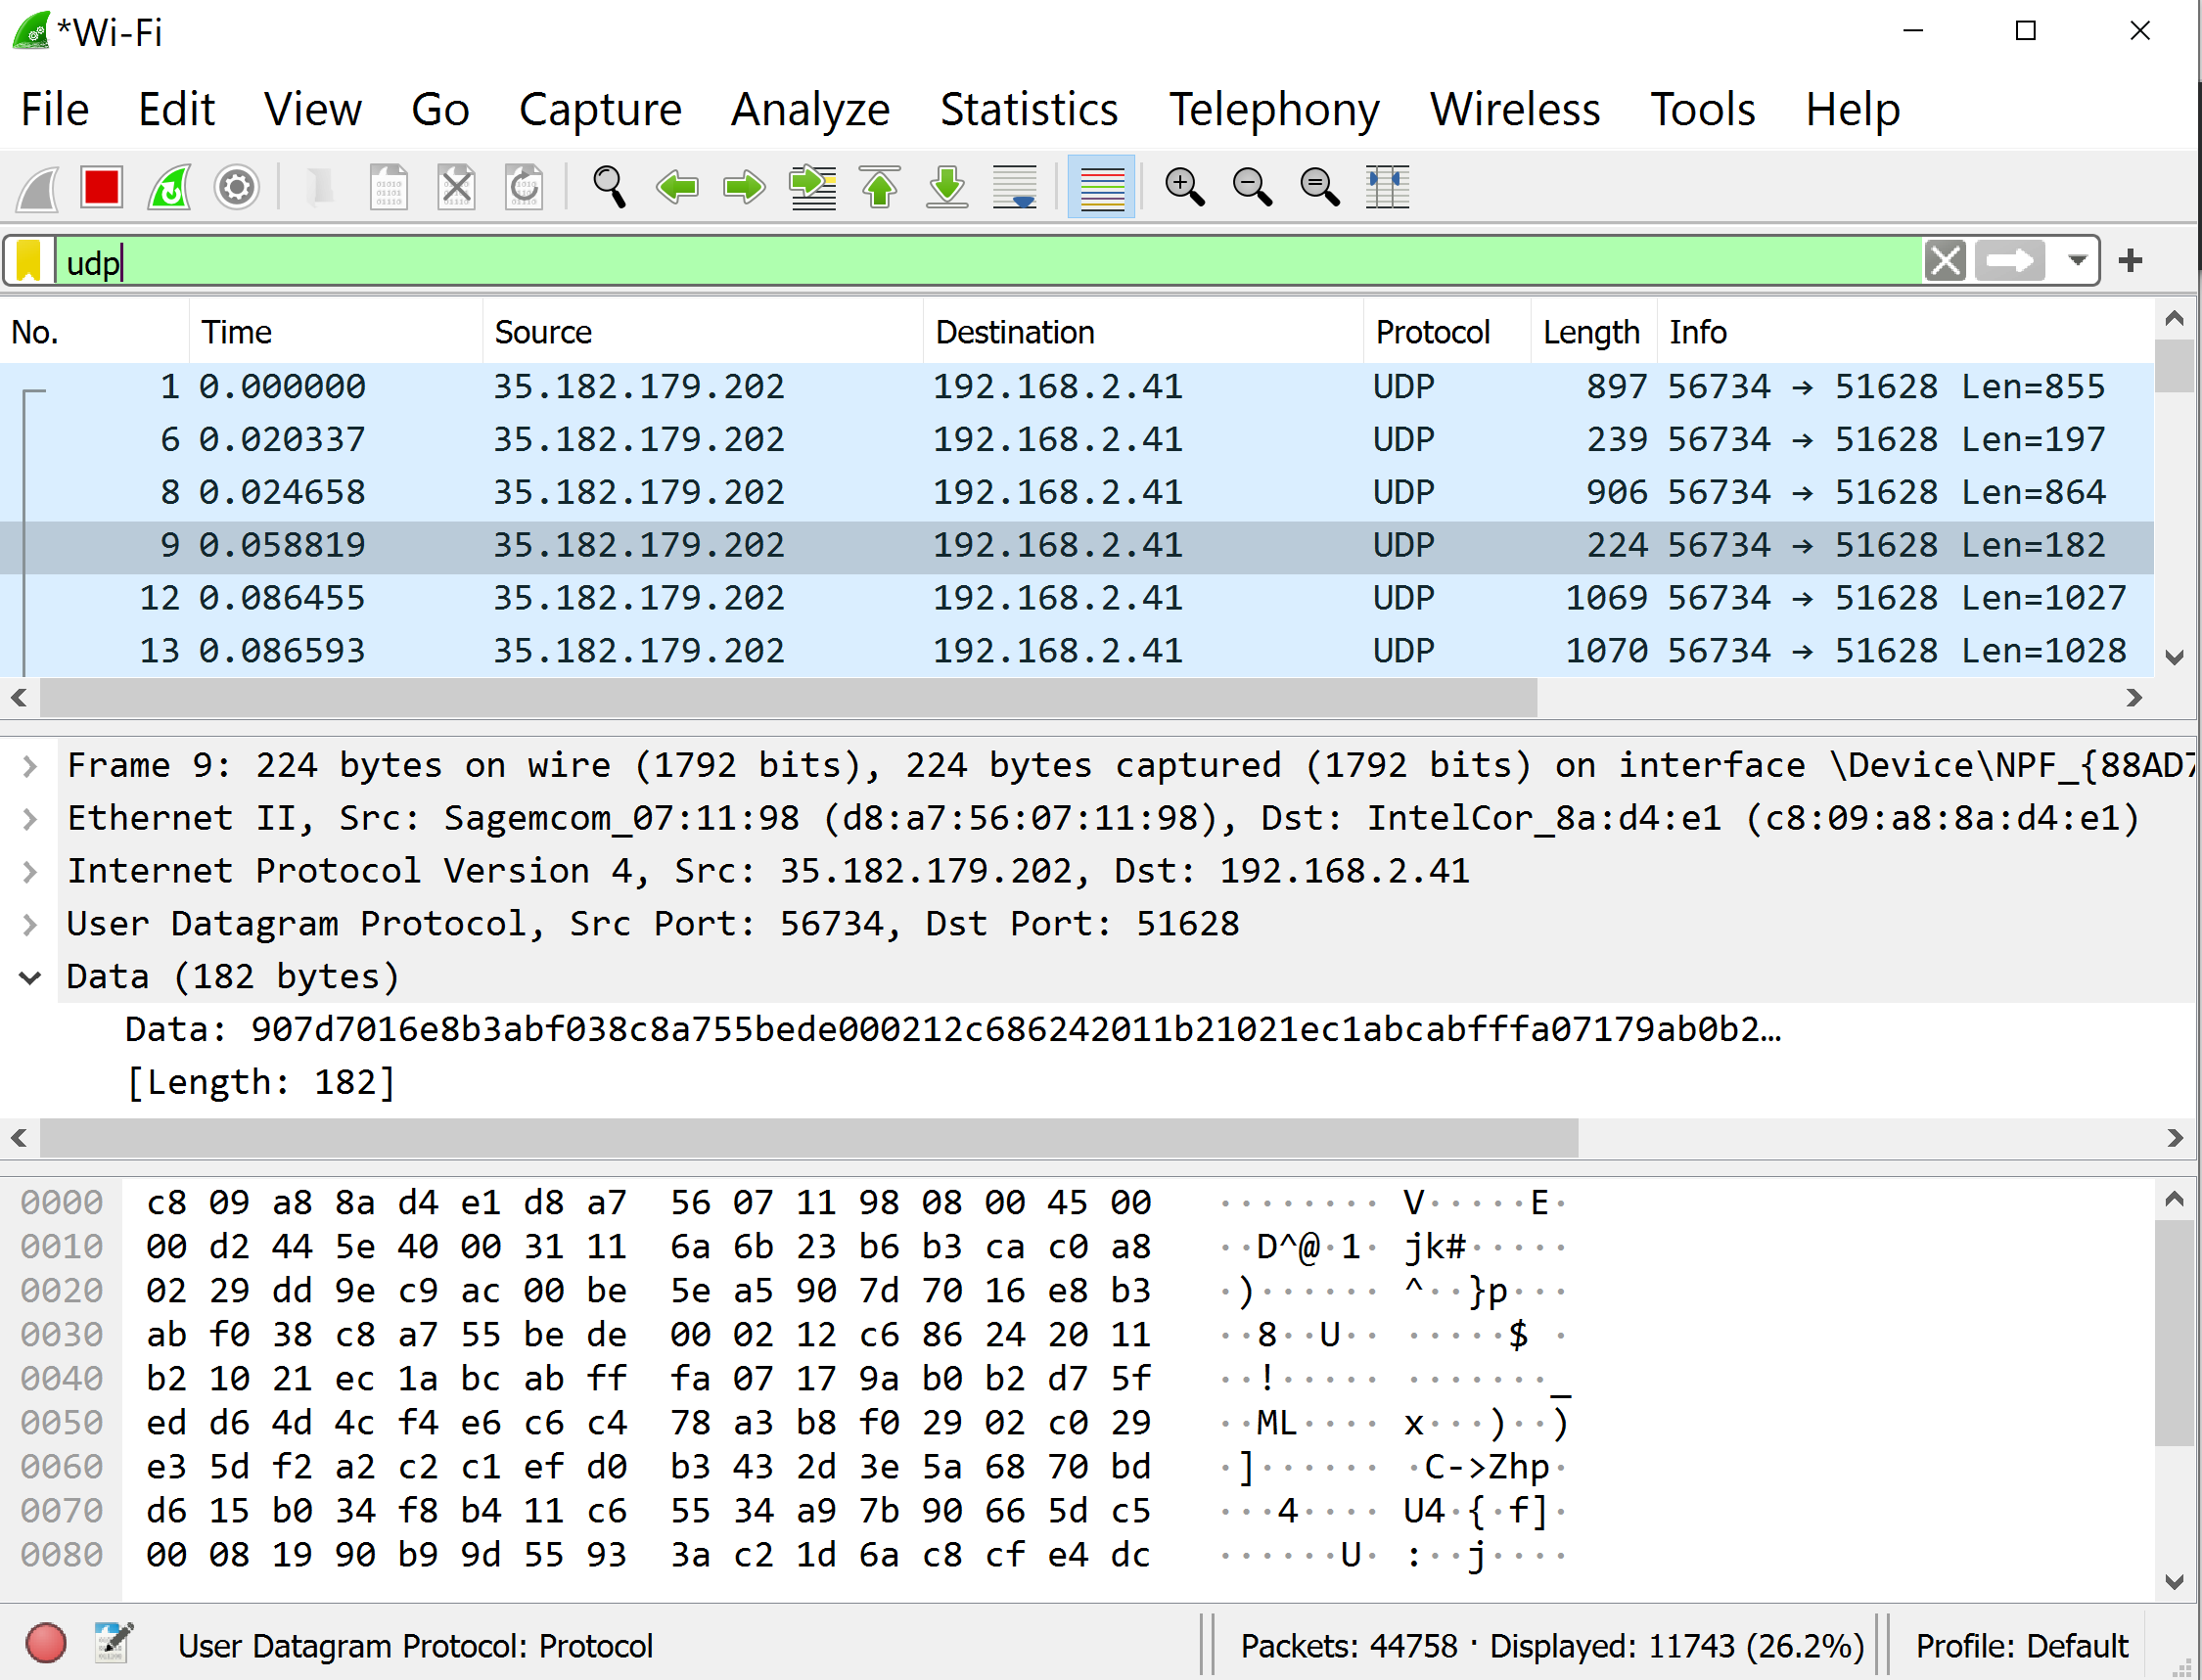 *Wi-Fi
File Edit View Go Capture Analyze Statistics Telephony Wireless Tools Help
udp
No. Time Source Destination Protocol Length Info
1 0.000000 35.182.179.202 192.168.2.41 UDP 897 56734 → 51628 Len=855
6 0.020337 35.182.179.202 192.168.2.41 UDP 239 56734 → 51628 Len=197
8 0.024658 35.182.179.202 192.168.2.41 UDP 906 56734 → 51628 Len=864
9 0.058819 35.182.179.202 192.168.2.41 UDP 224 56734 → 51628 Len=182
12 0.086455 35.182.179.202 192.168.2.41 UDP 1069 56734 → 51628 Len=1027
13 0.086593 35.182.179.202 192.168.2.41 UDP 1070 56734 → 51628 Len=1028
Frame 9: 224 bytes on wire (1792 bits), 224 bytes captured (1792 bits) on interface \Device\NPF_{88AD7
Ethernet II, Src: Sagemcom_07:11:98 (d8:a7:56:07:11:98), Dst: IntelCor_8a:d4:e1 (c8:09:a8:8a:d4:e1)
Internet Protocol Version 4, Src: 35.182.179.202, Dst: 192.168.2.41
User Datagram Protocol, Src Port: 56734, Dst Port: 51628
Data (182 bytes)
Data: 907d7016e8b3abf038c8a755bede000212c686242011b21021ec1abcabfffa07179ab0b2…
[Length: 182]
0000 c8 09 a8 8a d4 e1 d8 a7 56 07 11 98 08 00 45 00 ········ V·····E·
0010 00 d2 44 5e 40 00 31 11 6a 6b 23 b6 b3 ca c0 a8 ··D^@·1· jk#·····
0020 02 29 dd 9e c9 ac 00 be 5e a5 90 7d 70 16 e8 b3 ·)······ ^··}p···
0030 ab f0 38 c8 a7 55 be de 00 02 12 c6 86 24 20 11 ··8··U·· ·····$ ·
0040 b2 10 21 ec 1a bc ab ff fa 07 17 9a b0 b2 d7 5f ··!····· ·······_
0050 ed d6 4d 4c f4 e6 c6 c4 78 a3 b8 f0 29 02 c0 29 ··ML···· x···)··)
0060 e3 5d f2 a2 c2 c1 ef d0 b3 43 2d 3e 5a 68 70 bd ·]······ ·C->Zhp·
0070 d6 15 b0 34 f8 b4 11 c6 55 34 a9 7b 90 66 5d c5 ···4···· U4·{·f]·
0080 00 08 19 90 b9 9d 55 93 3a c2 1d 6a c8 cf e4 dc ······U· :··j····
User Datagram Protocol: Protocol Packets: 44758 · Displayed: 11743 (26.2%) Profile: Default